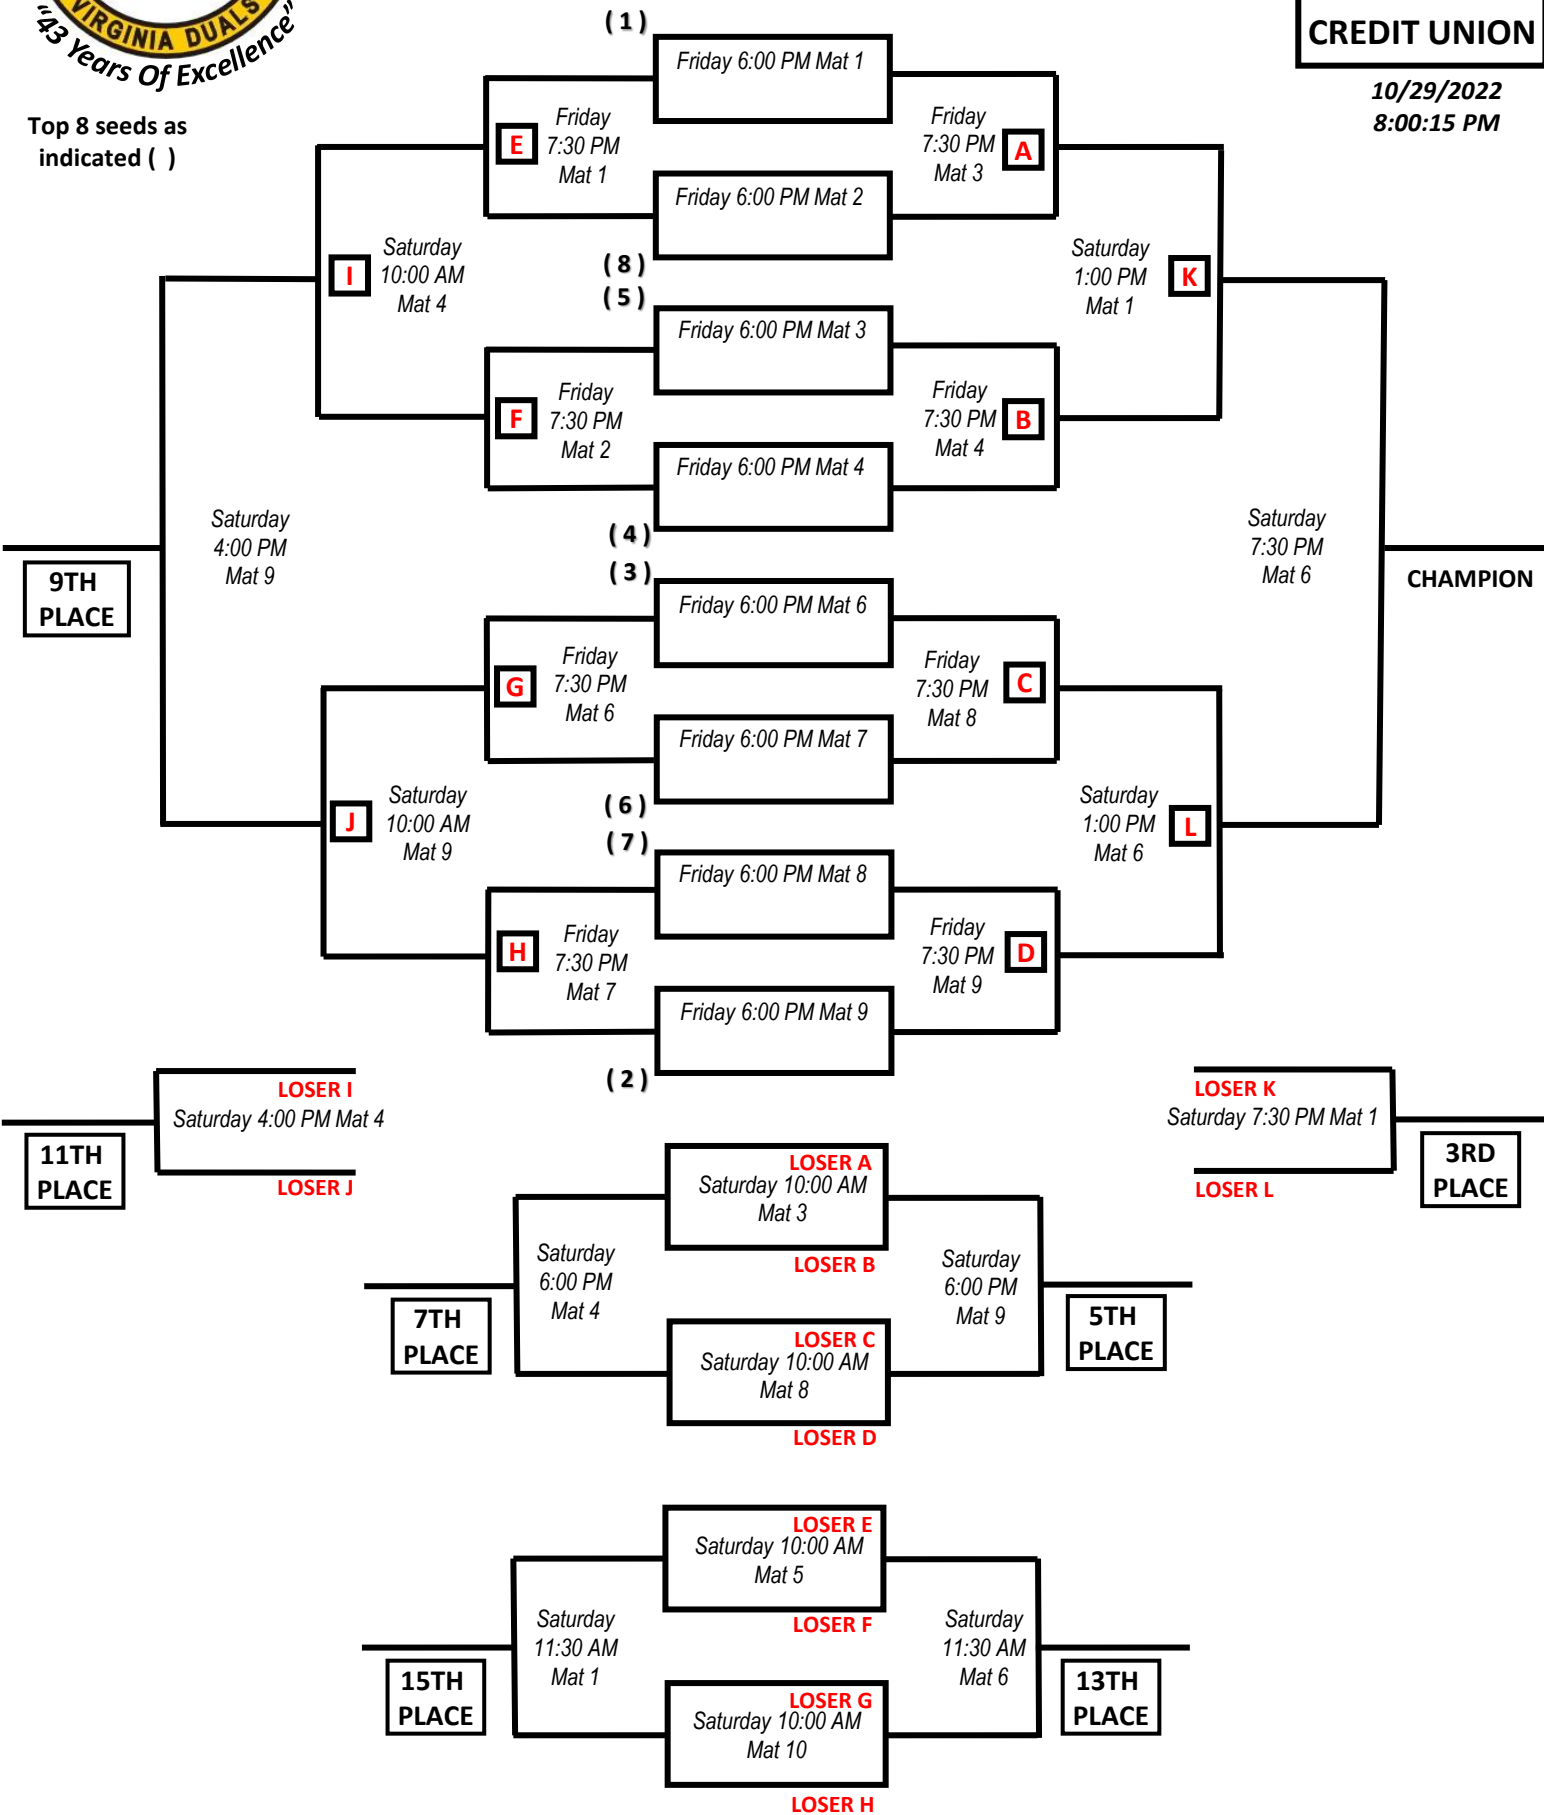 VIRGINIA DUALS
"43 Years Of Excellence"
Top 8 seeds as
indicated ( )
CREDIT UNION
10/29/2022
8:00:15 PM
( 1 )
Friday 6:00 PM Mat 1
E
Friday
7:30 PM
Mat 1
Friday
7:30 PM
Mat 3
A
Friday 6:00 PM Mat 2
( 8 )
I
Saturday
10:00 AM
Mat 4
Saturday
1:00 PM
Mat 1
K
( 5 )
Friday 6:00 PM Mat 3
F
Friday
7:30 PM
Mat 2
Friday
7:30 PM
Mat 4
B
Friday 6:00 PM Mat 4
( 4 )
Saturday
4:00 PM
Mat 9
9TH
PLACE
Saturday
7:30 PM
Mat 6
CHAMPION
( 3 )
Friday 6:00 PM Mat 6
G
Friday
7:30 PM
Mat 6
Friday
7:30 PM
Mat 8
C
Friday 6:00 PM Mat 7
( 6 )
J
Saturday
10:00 AM
Mat 9
Saturday
1:00 PM
Mat 6
L
( 7 )
Friday 6:00 PM Mat 8
H
Friday
7:30 PM
Mat 7
Friday
7:30 PM
Mat 9
D
Friday 6:00 PM Mat 9
( 2 )
LOSER I
Saturday 4:00 PM Mat 4
LOSER J
11TH
PLACE
LOSER K
Saturday 7:30 PM Mat 1
LOSER L
3RD
PLACE
LOSER A
Saturday 10:00 AM
Mat 3
LOSER B
Saturday
6:00 PM
Mat 4
7TH
PLACE
Saturday
6:00 PM
Mat 9
5TH
PLACE
LOSER C
Saturday 10:00 AM
Mat 8
LOSER D
LOSER E
Saturday 10:00 AM
Mat 5
LOSER F
Saturday
11:30 AM
Mat 1
15TH
PLACE
Saturday
11:30 AM
Mat 6
13TH
PLACE
LOSER G
Saturday 10:00 AM
Mat 10
LOSER H